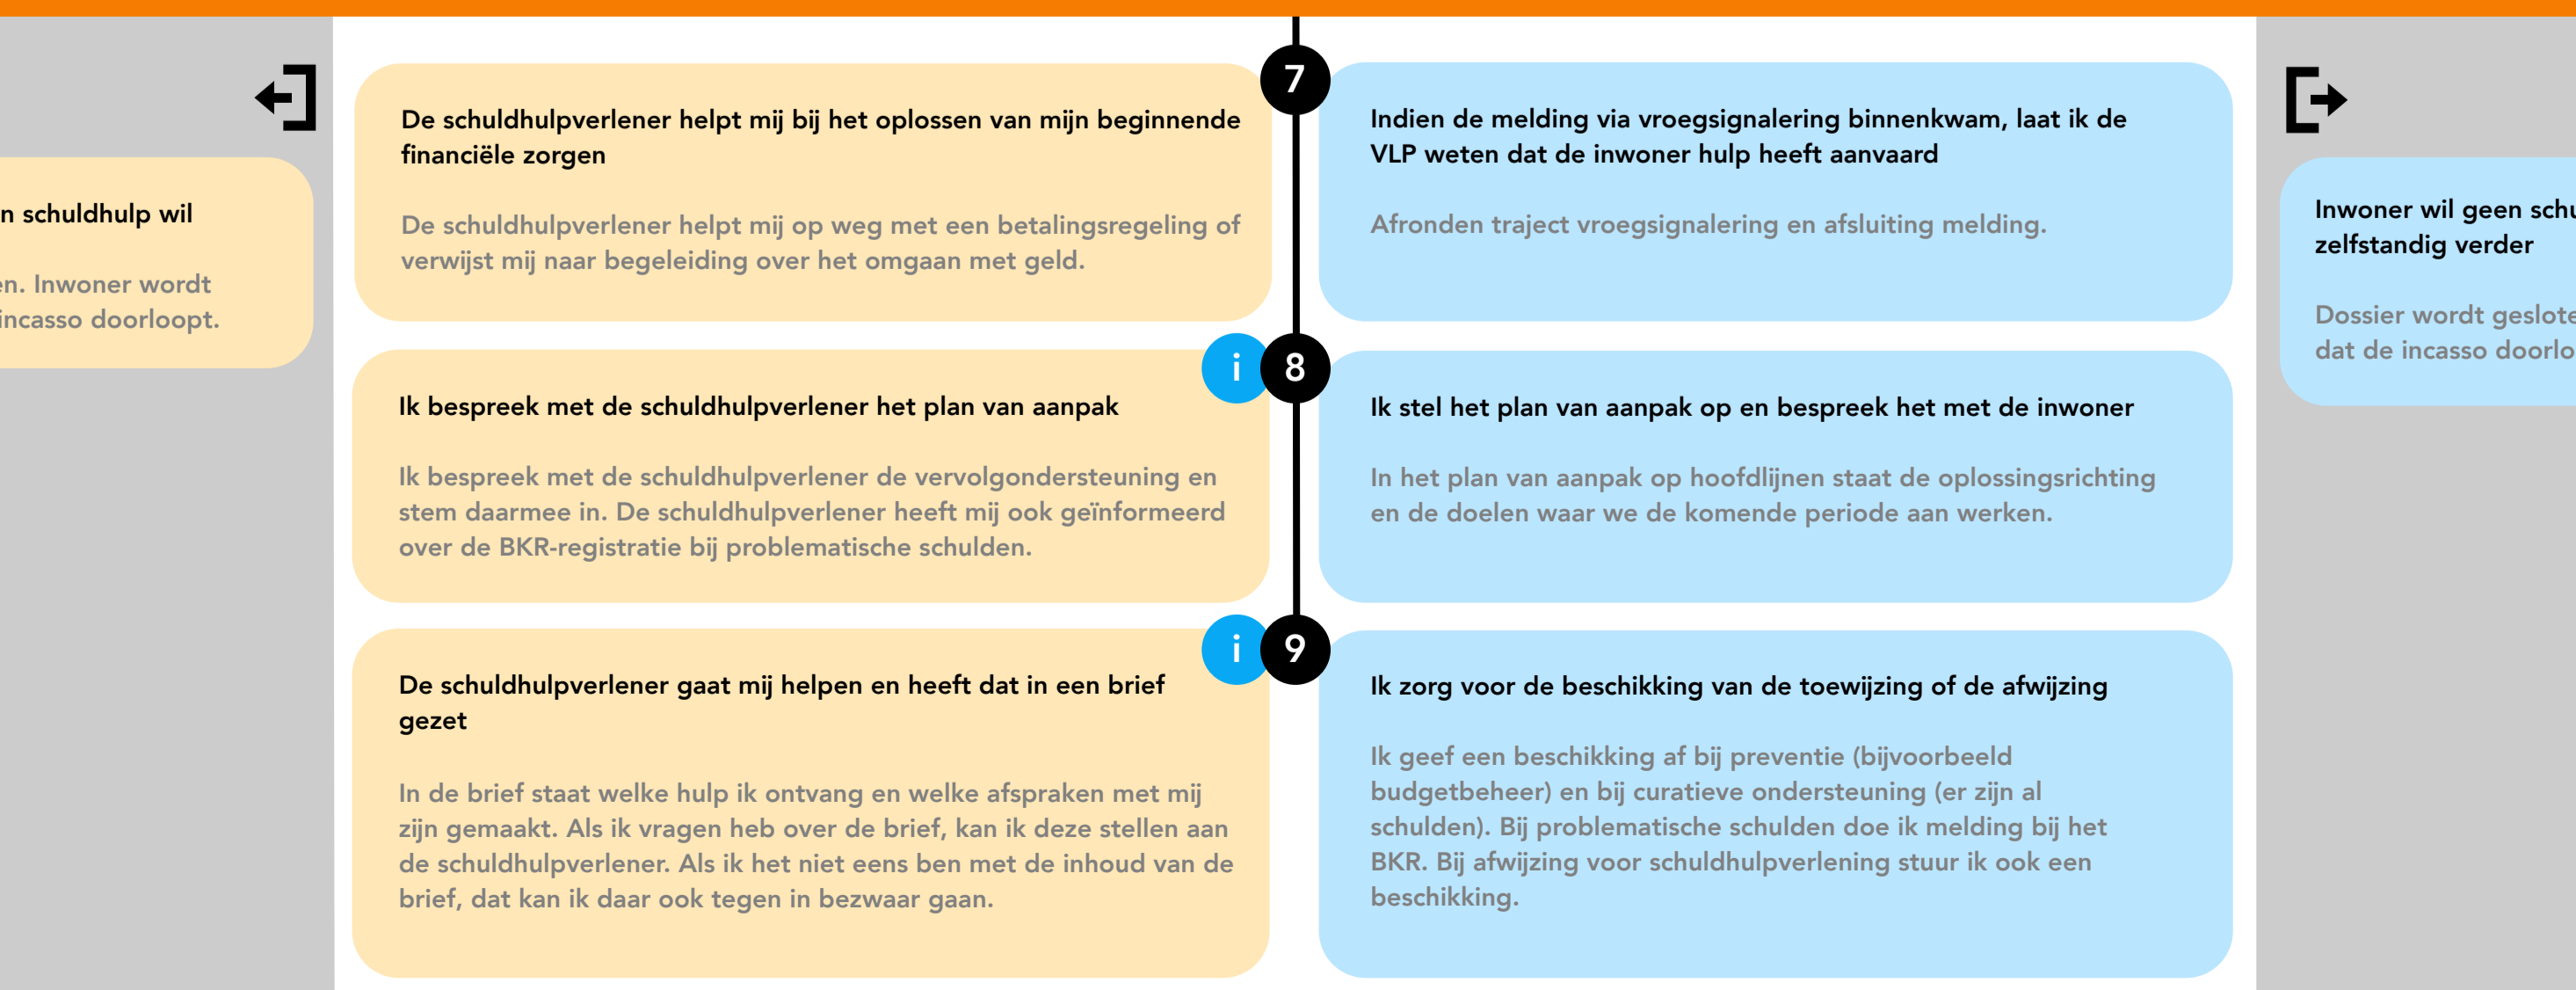 n schuldhulp wil
en. Inwoner wordt
incasso doorloopt.
7
De schuldhulpverlener helpt mij bij het oplossen van mijn beginnende
financiële zorgen
De schuldhulpverlener helpt mij op weg met een betalingsregeling of
verwijst mij naar begeleiding over het omgaan met geld.
Indien de melding via vroegsignalering binnenkwam, laat ik de
VLP weten dat de inwoner hulp heeft aanvaard
Afronden traject vroegsignalering en afsluiting melding.
i 8
Ik bespreek met de schuldhulpverlener het plan van aanpak
Ik bespreek met de schuldhulpverlener de vervolgondersteuning en
stem daarmee in. De schuldhulpverlener heeft mij ook geïnformeerd
over de BKR-registratie bij problematische schulden.
Ik stel het plan van aanpak op en bespreek het met de inwoner
In het plan van aanpak op hoofdlijnen staat de oplossingsrichting
en de doelen waar we de komende periode aan werken.
i 9
De schuldhulpverlener gaat mij helpen en heeft dat in een brief
gezet
In de brief staat welke hulp ik ontvang en welke afspraken met mij
zijn gemaakt. Als ik vragen heb over de brief, kan ik deze stellen aan
de schuldhulpverlener. Als ik het niet eens ben met de inhoud van de
brief, dat kan ik daar ook tegen in bezwaar gaan.
Ik zorg voor de beschikking van de toewijzing of de afwijzing
Ik geef een beschikking af bij preventie (bijvoorbeeld
budgetbeheer) en bij curatieve ondersteuning (er zijn al
schulden). Bij problematische schulden doe ik melding bij het
BKR. Bij afwijzing voor schuldhulpverlening stuur ik ook een
beschikking.
Inwoner wil geen schu
zelfstandig verder
Dossier wordt geslote
dat de incasso doorlo